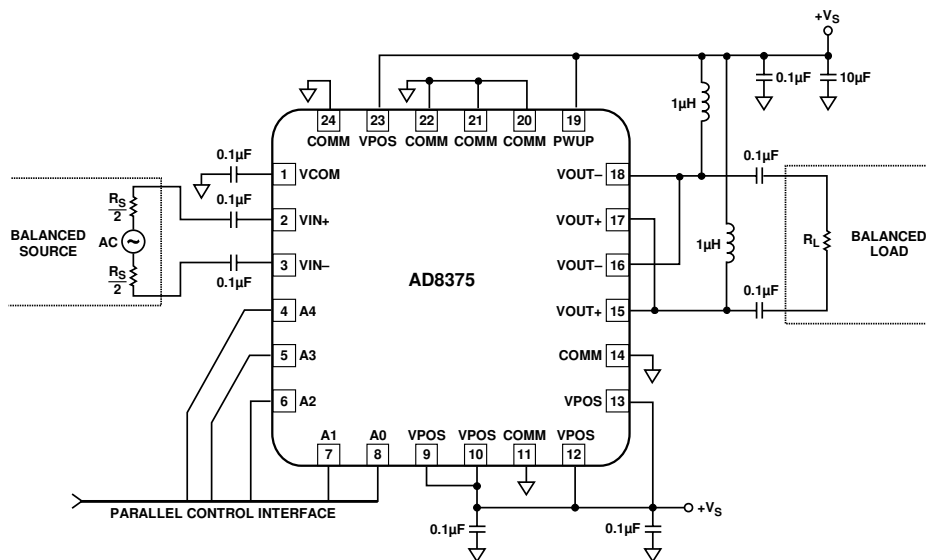 +VS
0.1µF
10µF
1µH
24
23
22
21
20
19
COMM
VPOS
COMM
COMM
COMM
PWUP
0.1µF
1
VCOM
VOUT–
18
0.1µF
0.1µF
RS
2
2
VIN+
VOUT+
17
BALANCED
SOURCE
AC
1µH
RL
BALANCED
LOAD
RS
2
3
VIN–
VOUT–
16
0.1µF
AD8375
0.1µF
4
A4
VOUT+
15
5
A3
COMM
14
6
A2
VPOS
13
A1
A0
VPOS
VPOS
COMM
VPOS
7
8
9
10
11
12
PARALLEL CONTROL INTERFACE
+VS
0.1µF
0.1µF